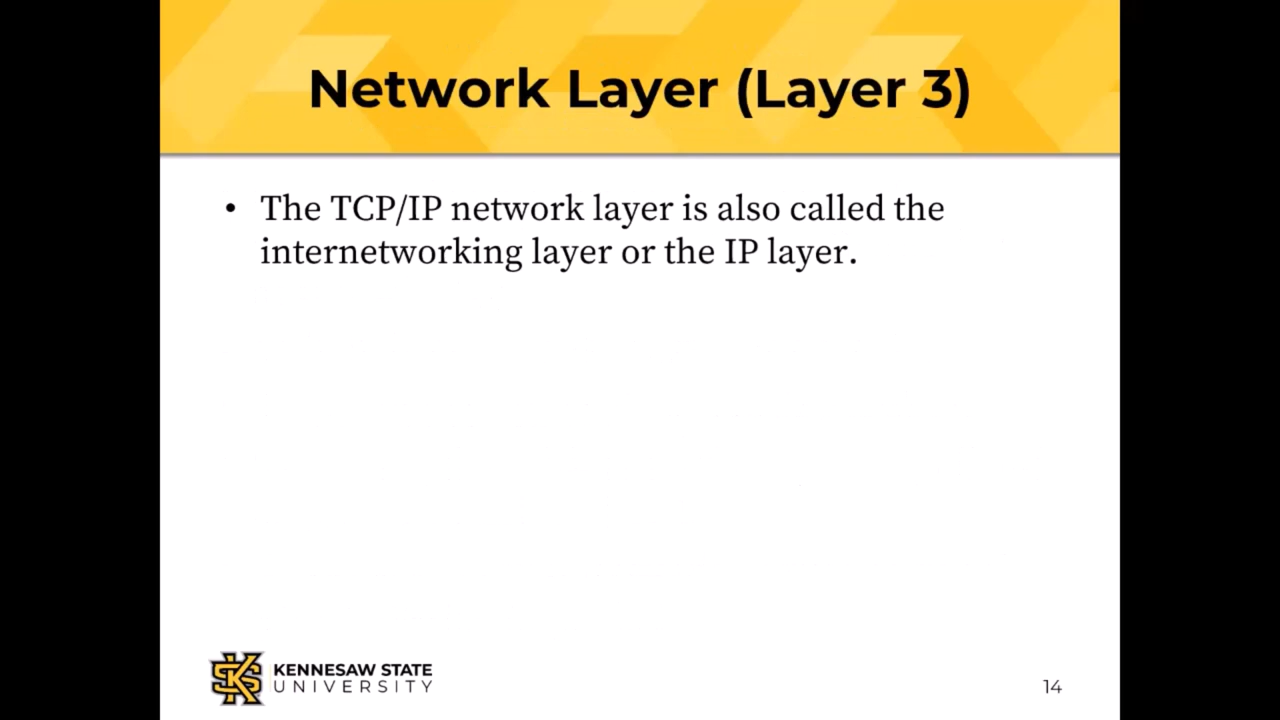 Network Layer (Layer 3)
• The TCP/IP network layer is also called the
internetworking layer or the IP layer.
KENNESAW STATE
UNIVERSITY
14